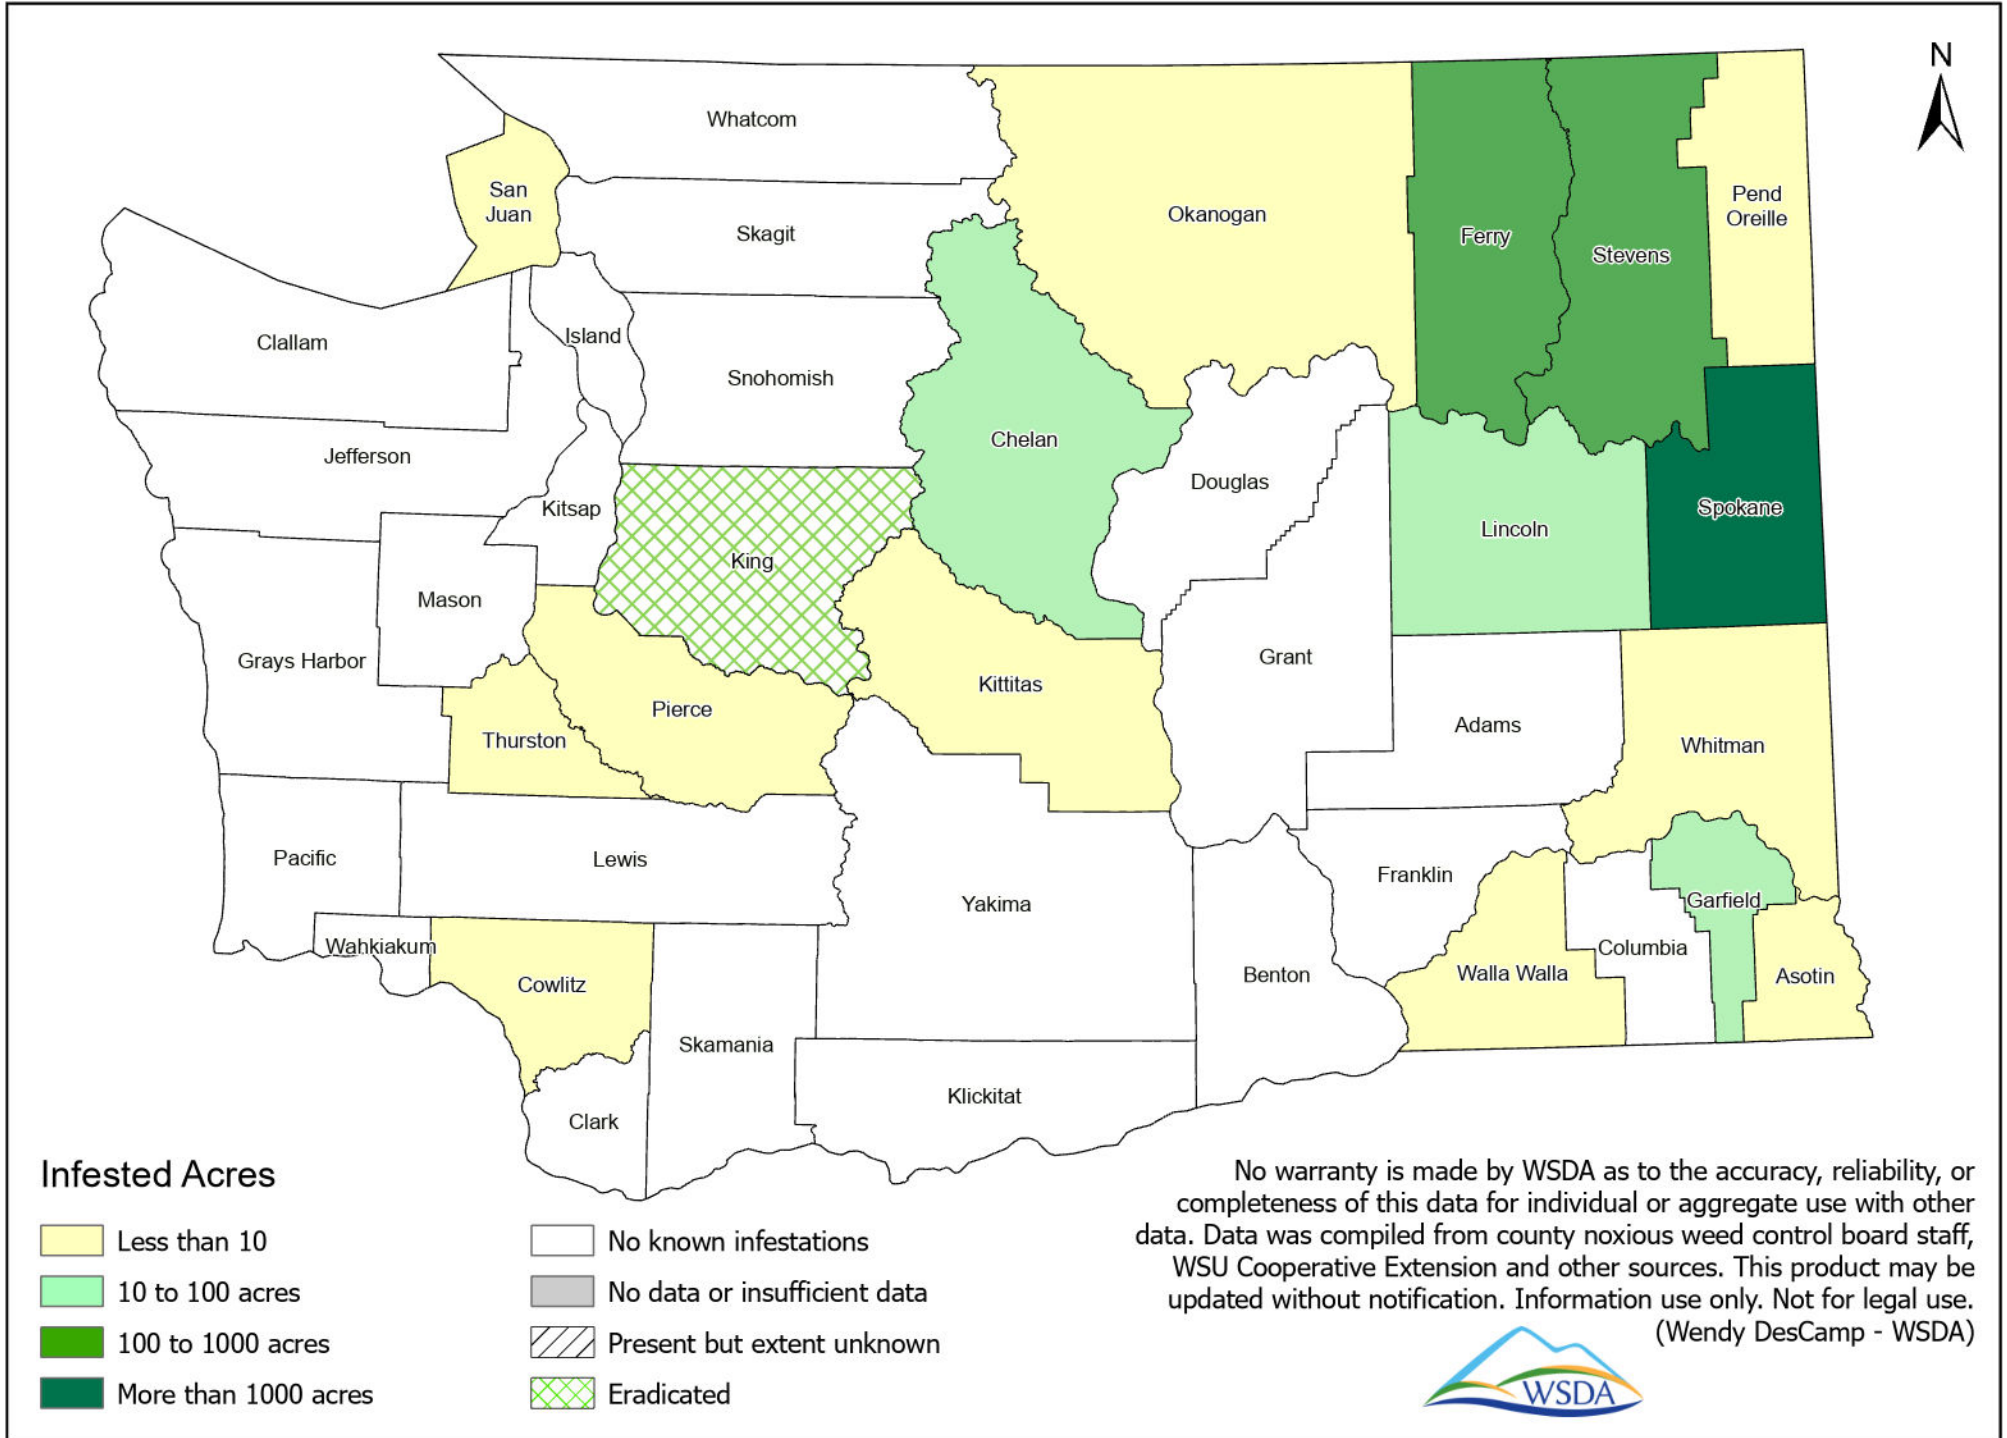 N
Whatcom
San
Juan
Skagit
Okanogan
Ferry
Stevens
Pend
Oreille
Clallam
Island
Snohomish
Chelan
Jefferson
Kitsap
King
Douglas
Lincoln
Spokane
Mason
Grays Harbor
Thurston
Pierce
Kittitas
Grant
Adams
Whitman
Pacific
Lewis
Yakima
Franklin
Garfield
Wahkiakum
Cowlitz
Benton
Walla Walla
Columbia
Asotin
Skamania
Klickitat
Clark
Infested Acres
Less than 10
10 to 100 acres
100 to 1000 acres
More than 1000 acres
No known infestations
No data or insufficient data
Present but extent unknown
Eradicated
No warranty is made by WSDA as to the accuracy, reliability, or
completeness of this data for individual or aggregate use with other
data. Data was compiled from county noxious weed control board staff,
WSU Cooperative Extension and other sources. This product may be
updated without notification. Information use only. Not for legal use.
(Wendy DesCamp - WSDA)
WSDA